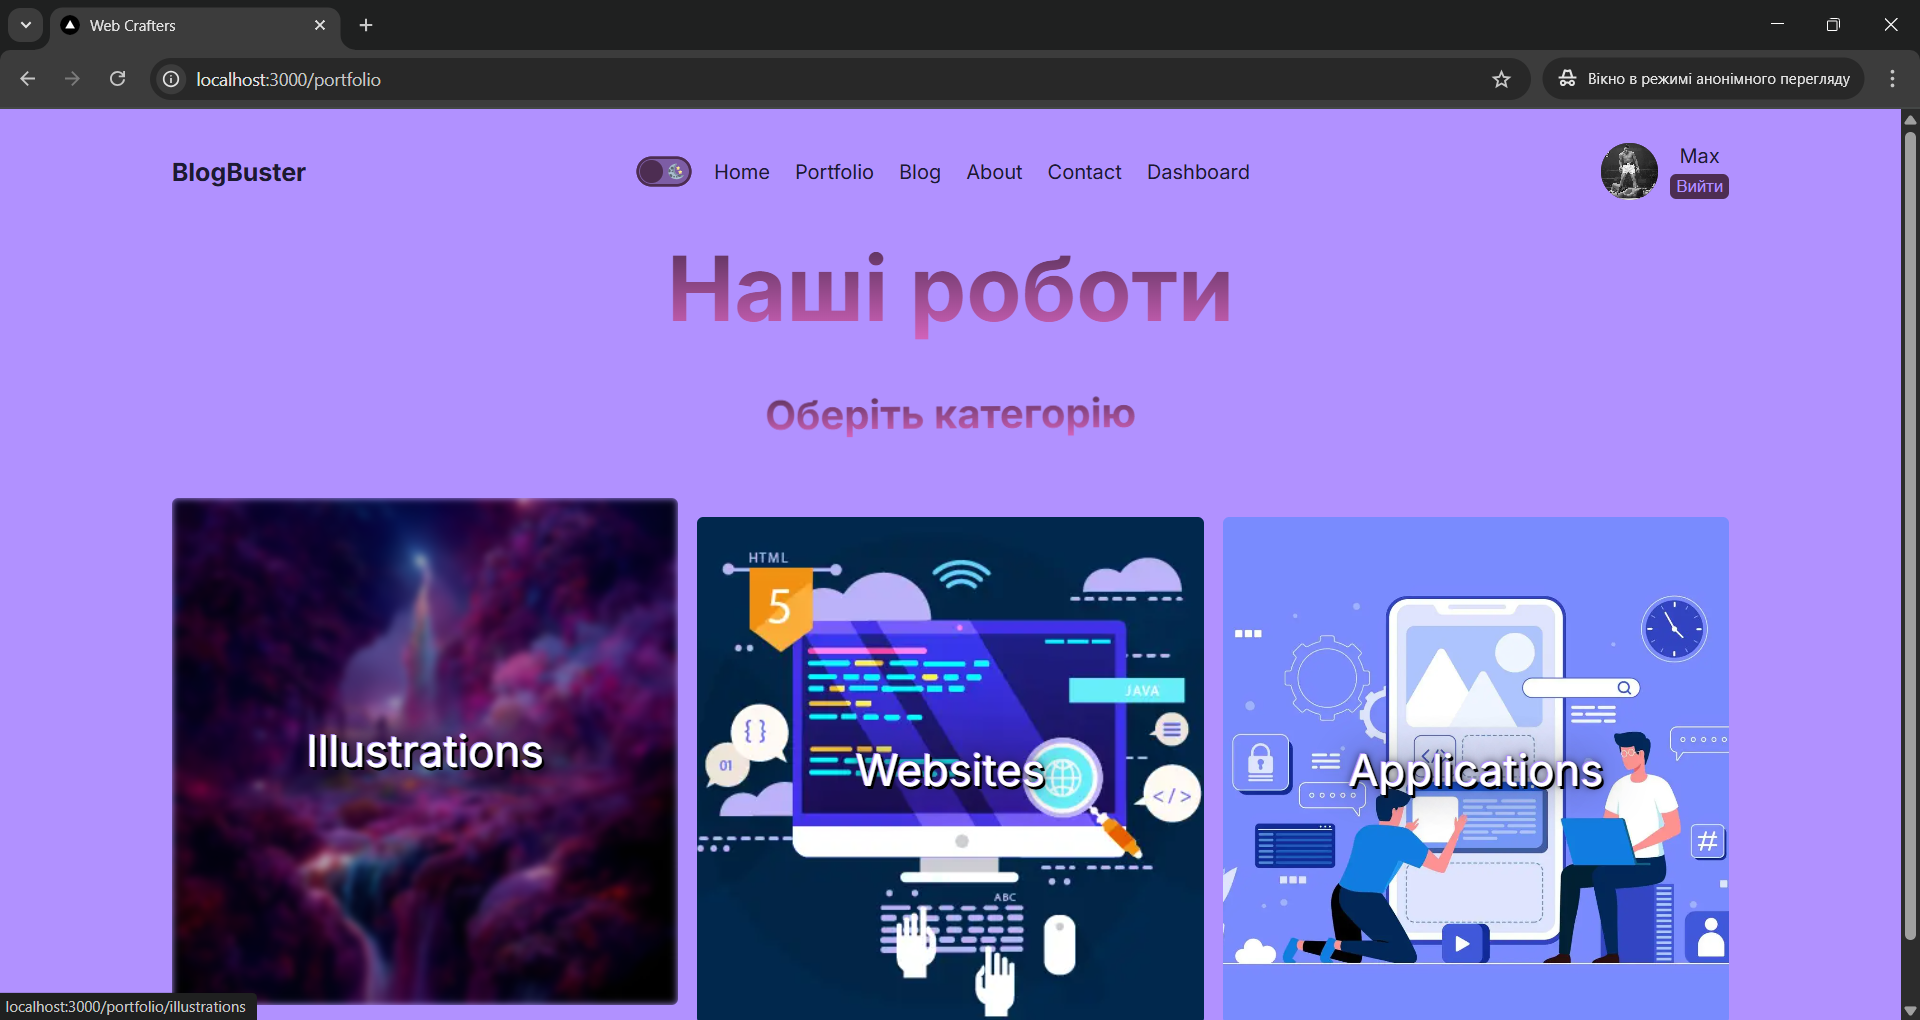 Web Crafters
localhost:3000/portfolio
Вікно в режимі анонімного перегляду
BlogBuster
Home Portfolio Blog About Contact Dashboard
Max
Вийти
Наші роботи
Оберіть категорію
Illustrations
HTML
5
JAVA
{ }
01
Websites
</>
ABC
</>
Applications
#
localhost:3000/portfolio/illustrations